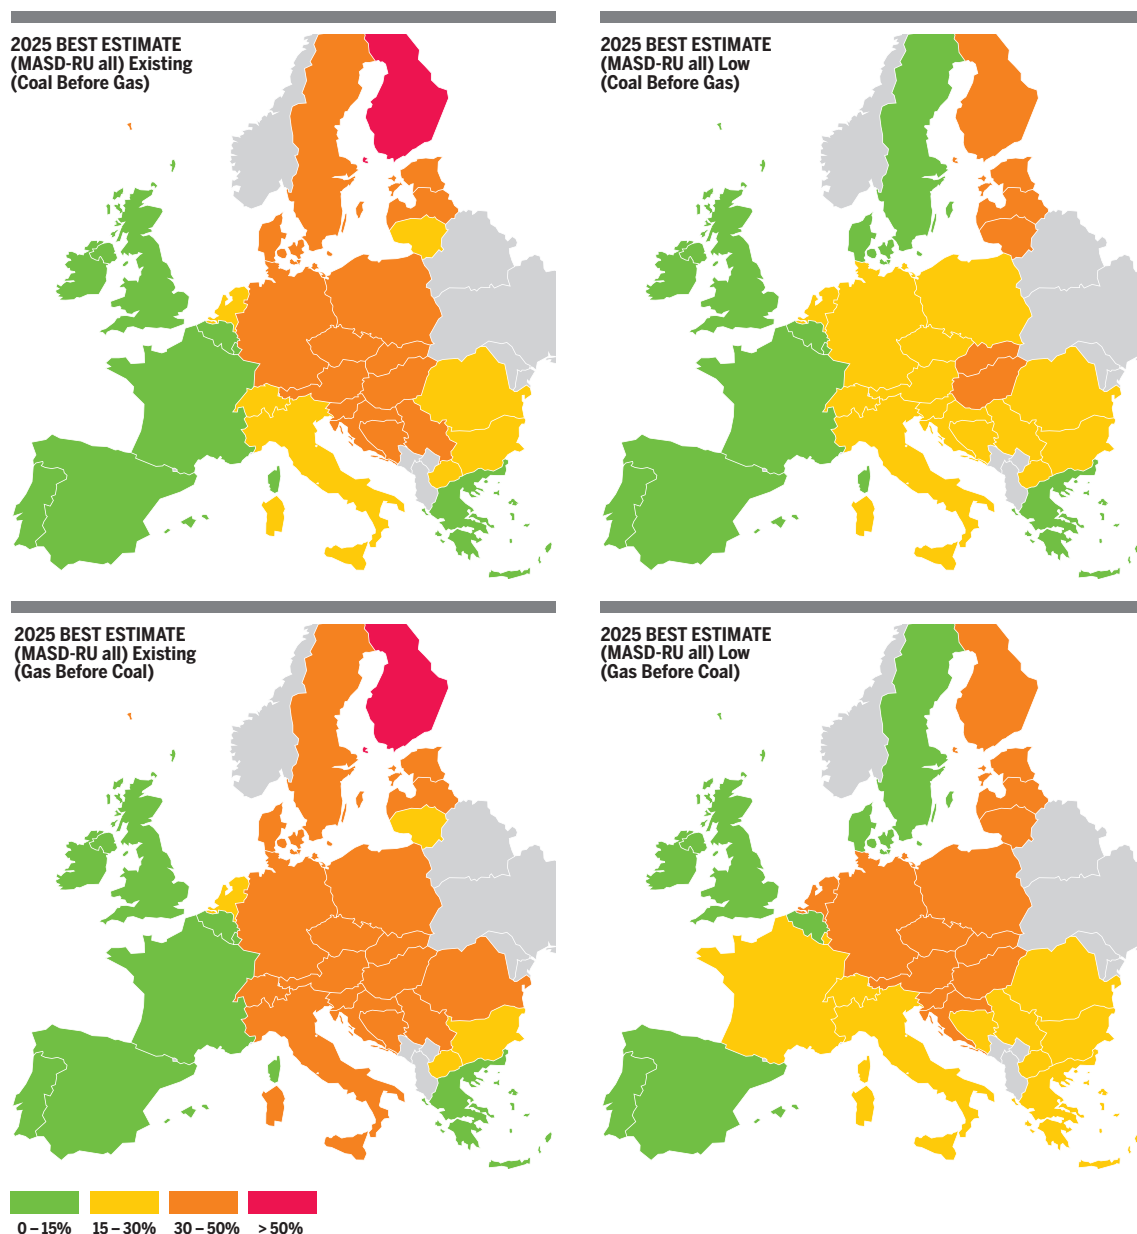 2025 BEST ESTIMATE
(MASD-RU all) Existing
(Coal Before Gas)
2025 BEST ESTIMATE
(MASD-RU all) Low
(Coal Before Gas)
2025 BEST ESTIMATE
(MASD-RU all) Existing
(Gas Before Coal)
2025 BEST ESTIMATE
(MASD-RU all) Low
(Gas Before Coal)
0 – 15%
15 – 30%
30 – 50%
> 50%